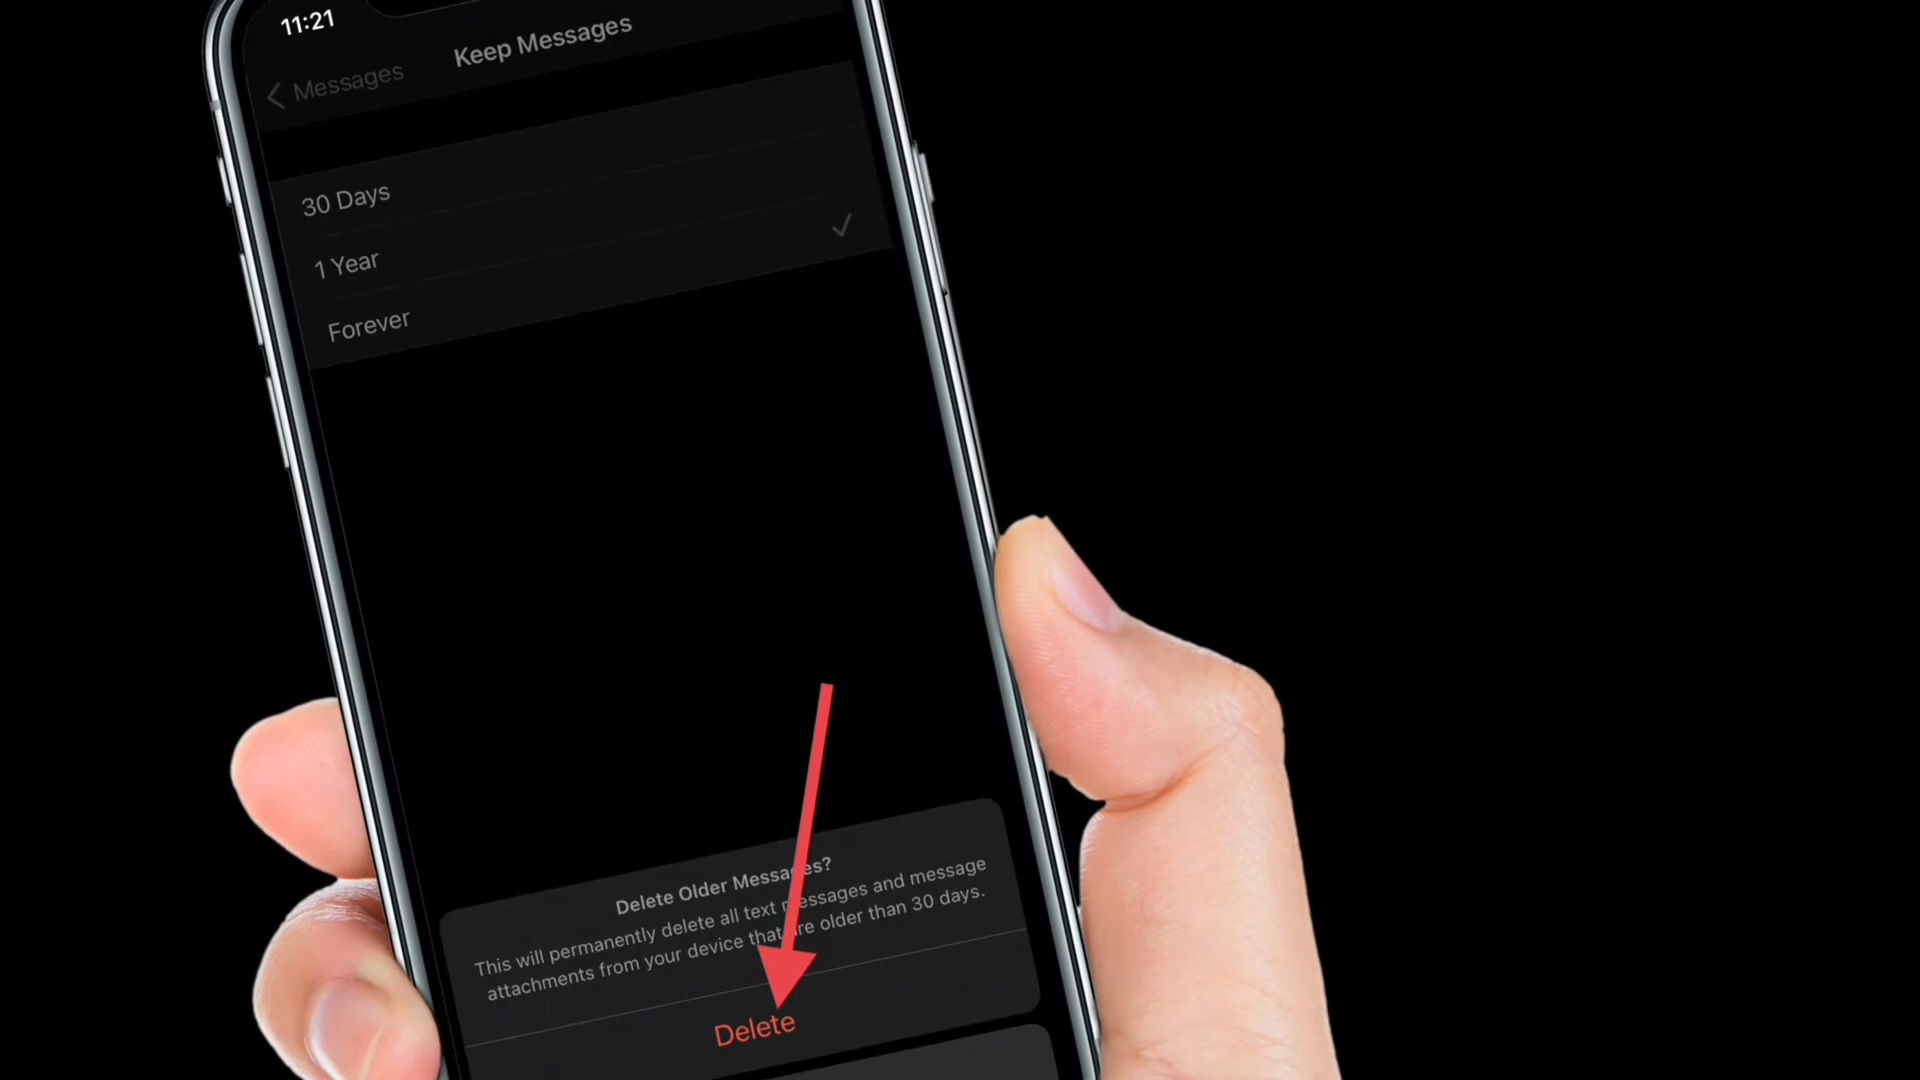 11:21
Messages
Keep Messages
30 Days
1 Year
Forever
Delete Older Messages?
This will permanently delete all text messages and message
attachments from your device that are older than 30 days.
Delete